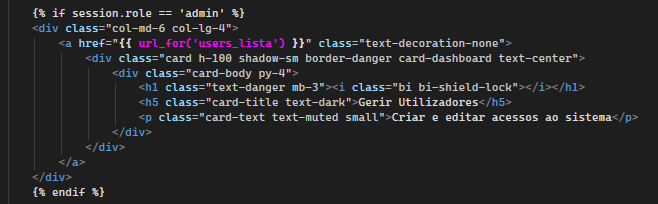 {% if session.role == 'admin' %}
<div class="col-md-6 col-lg-4">
<a href="{{ url_for('users_lista') }}" class="text-decoration-none">
<div class="card h-100 shadow-sm border-danger card-dashboard text-center">
<div class="card-body py-4">
<h1 class="text-danger mb-3"><i class="bi bi-shield-lock"></i></h1>
<h5 class="card-title text-dark">Gerir Utilizadores</h5>
<p class="card-text text-muted small">Criar e editar acessos ao sistema</p>
</div>
</div>
</a>
</div>
{% endif %}